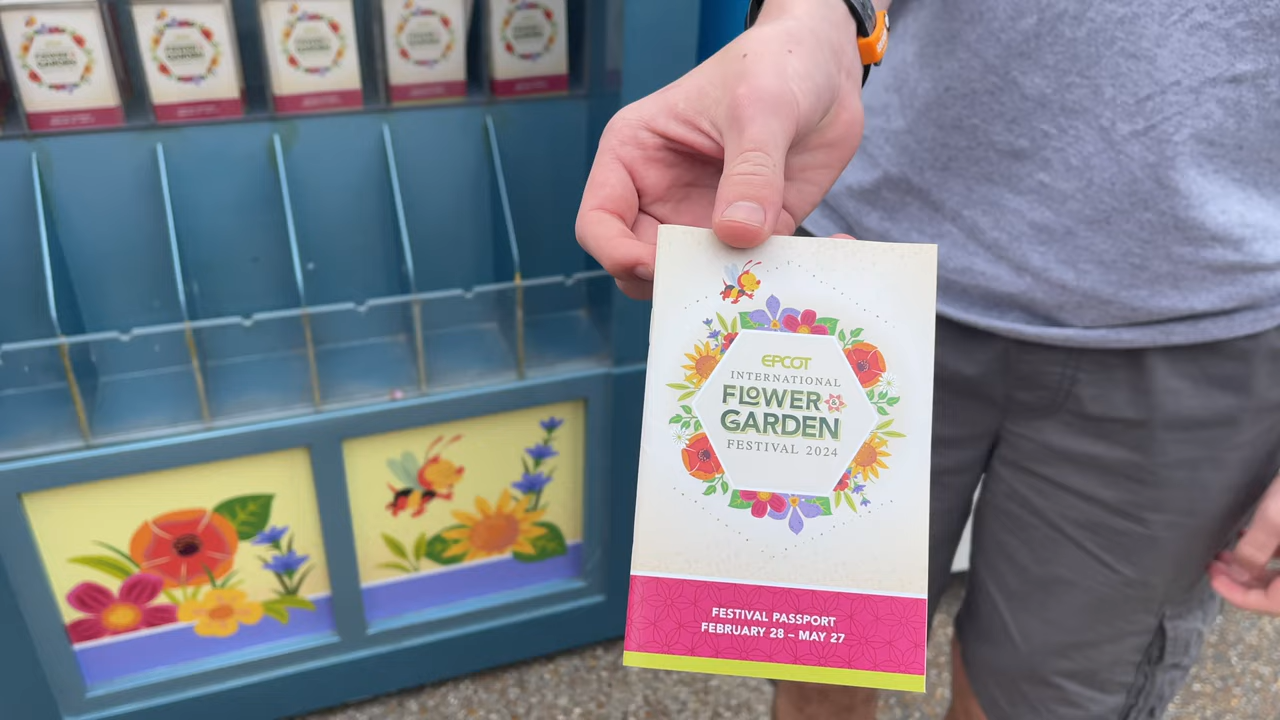 EPCOT
INTERNATIONAL
FLOWER &
GARDEN
FESTIVAL 2024
FESTIVAL PASSPORT
FEBRUARY 28 – MAY 27